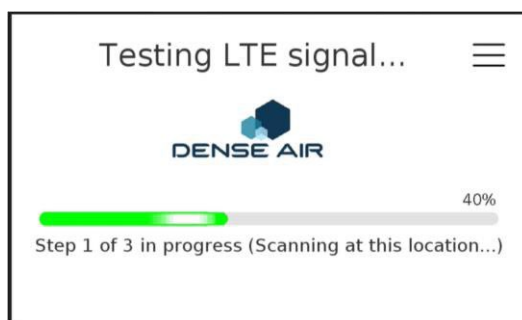 Testing LTE signal...
DENSE AIR
40%
Step 1 of 3 in progress (Scanning at this location...)